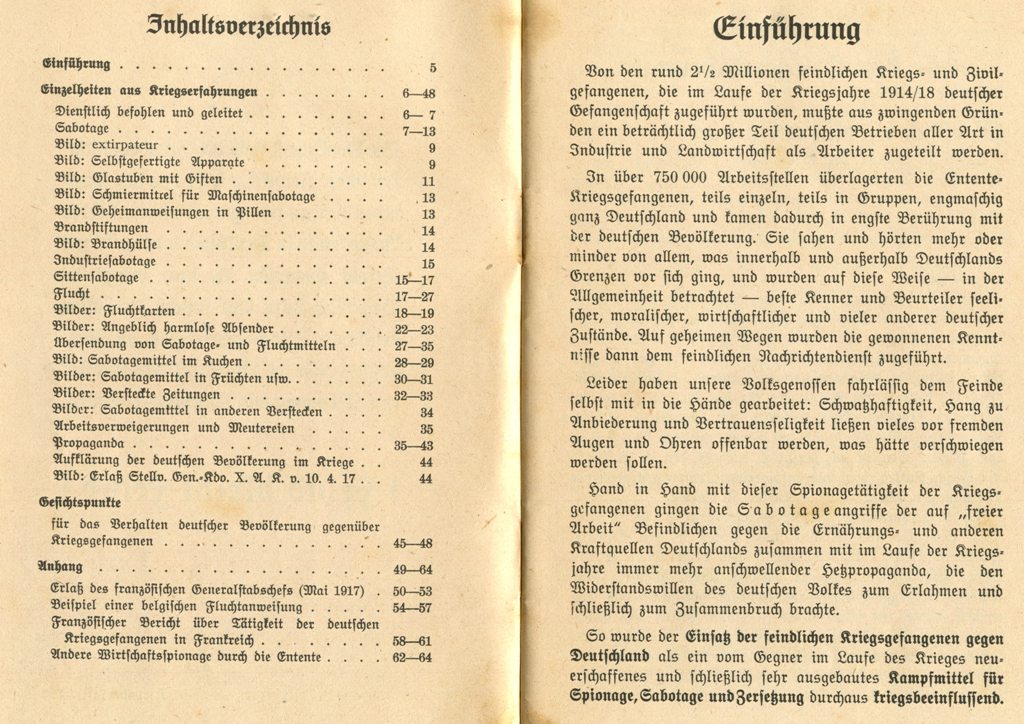 Inhaltsverzeichnis
Einführung . . . . . . . . . . . . . . . . . 5
Einzelheiten aus Kriegserfahrungen . . . . . . . . 6—48
Dienstlich befohlen und geleitet . . . . . . . . . 6— 7
Sabotage . . . . . . . . . . . . . . . . . 7—13
Bild: extirpateur . . . . . . . . . . . . . . 9
Bild: Selbstgefertigte Apparate . . . . . . . . . 9
Bild: Glastuben mit Giften . . . . . . . . . . 11
Bild: Schmiermittel für Maschinensabotage . . . . . 13
Bild: Geheimanweisungen in Pillen . . . . . . . . 13
Brandstiftungen . . . . . . . . . . . . . . 14
Bild: Brandhülse . . . . . . . . . . . . . . 14
Industriesabotage . . . . . . . . . . . . . . 15
Sittensabotage . . . . . . . . . . . . . . . 15—17
Flucht . . . . . . . . . . . . . . . . . . 17—27
Bilder: Fluchtkarten . . . . . . . . . . . . . 18—19
Bilder: Angeblich harmlose Absender . . . . . . . 22—23
Übersendung von Sabotage- und Fluchtmitteln . . . 27—35
Bild: Sabotagemittel im Kuchen . . . . . . . . . 28—29
Bilder: Sabotagemittel in Früchten usw. . . . . . . 30—31
Bilder: Versteckte Zeitungen . . . . . . . . . . 32—33
Bilder: Sabotagemittel in anderen Verstecken . . . . . 34
Arbeitsverweigerungen und Meutereien . . . . . . 35
Propaganda . . . . . . . . . . . . . . . . 35—43
Aufklärung der deutschen Bevölkerung im Kriege . . 44
Bild: Erlaß Stellv. Gen.-Kdo. X. A. K. v. 10. 4. 17 . . 44
Gesichtspunkte
für das Verhalten deutscher Bevölkerung gegenüber
Kriegsgefangenen . . . . . . . . . . . . . . 45—48
Anhang . . . . . . . . . . . . . . . . . . 49—64
Erlaß des französischen Generalstabschefs (Mai 1917) . 50—53
Beispiel einer belgischen Fluchtanweisung . . . . . 54—57
Französischer Bericht über Tätigkeit der deutschen
Kriegsgefangenen in Frankreich . . . . . . . . 58—61
Andere Wirtschaftsspionage durch die Entente . . . . 62—64
Einführung
Von den rund 2½ Millionen feindlichen Kriegs- und Zivil-
gefangenen, die im Laufe der Kriegsjahre 1914/18 deutscher
Gefangenschaft zugeführt wurden, mußte aus zwingenden Grün-
den ein beträchtlich großer Teil deutschen Betrieben aller Art in
Industrie und Landwirtschaft als Arbeiter zugeteilt werden.
In über 750 000 Arbeitsstellen überlagerten die Entente-
Kriegsgefangenen, teils einzeln, teils in Gruppen, engmaschig
ganz Deutschland und kamen dadurch in engste Berührung mit
der deutschen Bevölkerung. Sie sahen und hörten mehr oder
minder von allem, was innerhalb und außerhalb Deutschlands
Grenzen vor sich ging, und wurden auf diese Weise — in der
Allgemeinheit betrachtet — beste Kenner und Beurteiler seeli-
scher, moralischer, wirtschaftlicher und vieler anderer deutscher
Zustände. Auf geheimen Wegen wurden die gewonnenen Kennt-
nisse dann dem feindlichen Nachrichtendienst zugeführt.
Leider haben unsere Volksgenossen fahrlässig dem Feinde
selbst mit in die Hände gearbeitet: Schwatzhaftigkeit, Hang zu
Anbiederung und Vertrauensseligkeit ließen vieles vor fremden
Augen und Ohren offenbar werden, was hätte verschwiegen
werden sollen.
Hand in Hand mit dieser Spionagetätigkeit der Kriegs-
gefangenen gingen die Sabotageangriffe der auf „freier
Arbeit“ Befindlichen gegen die Ernährungs- und anderen
Kraftquellen Deutschlands zusammen mit im Laufe der Kriegs-
jahre immer mehr anschwellender Hetzpropaganda, die den
Widerstandswillen des deutschen Volkes zum Erlahmen und
schließlich zum Zusammenbruch brachte.
So wurde der Einsatz der feindlichen Kriegsgefangenen gegen
Deutschland als ein vom Gegner im Laufe des Krieges neu-
erschaffenes und schließlich sehr ausgebautes Kampfmittel für
Spionage, Sabotage und Zersetzung durchaus kriegsbeeinflussend.